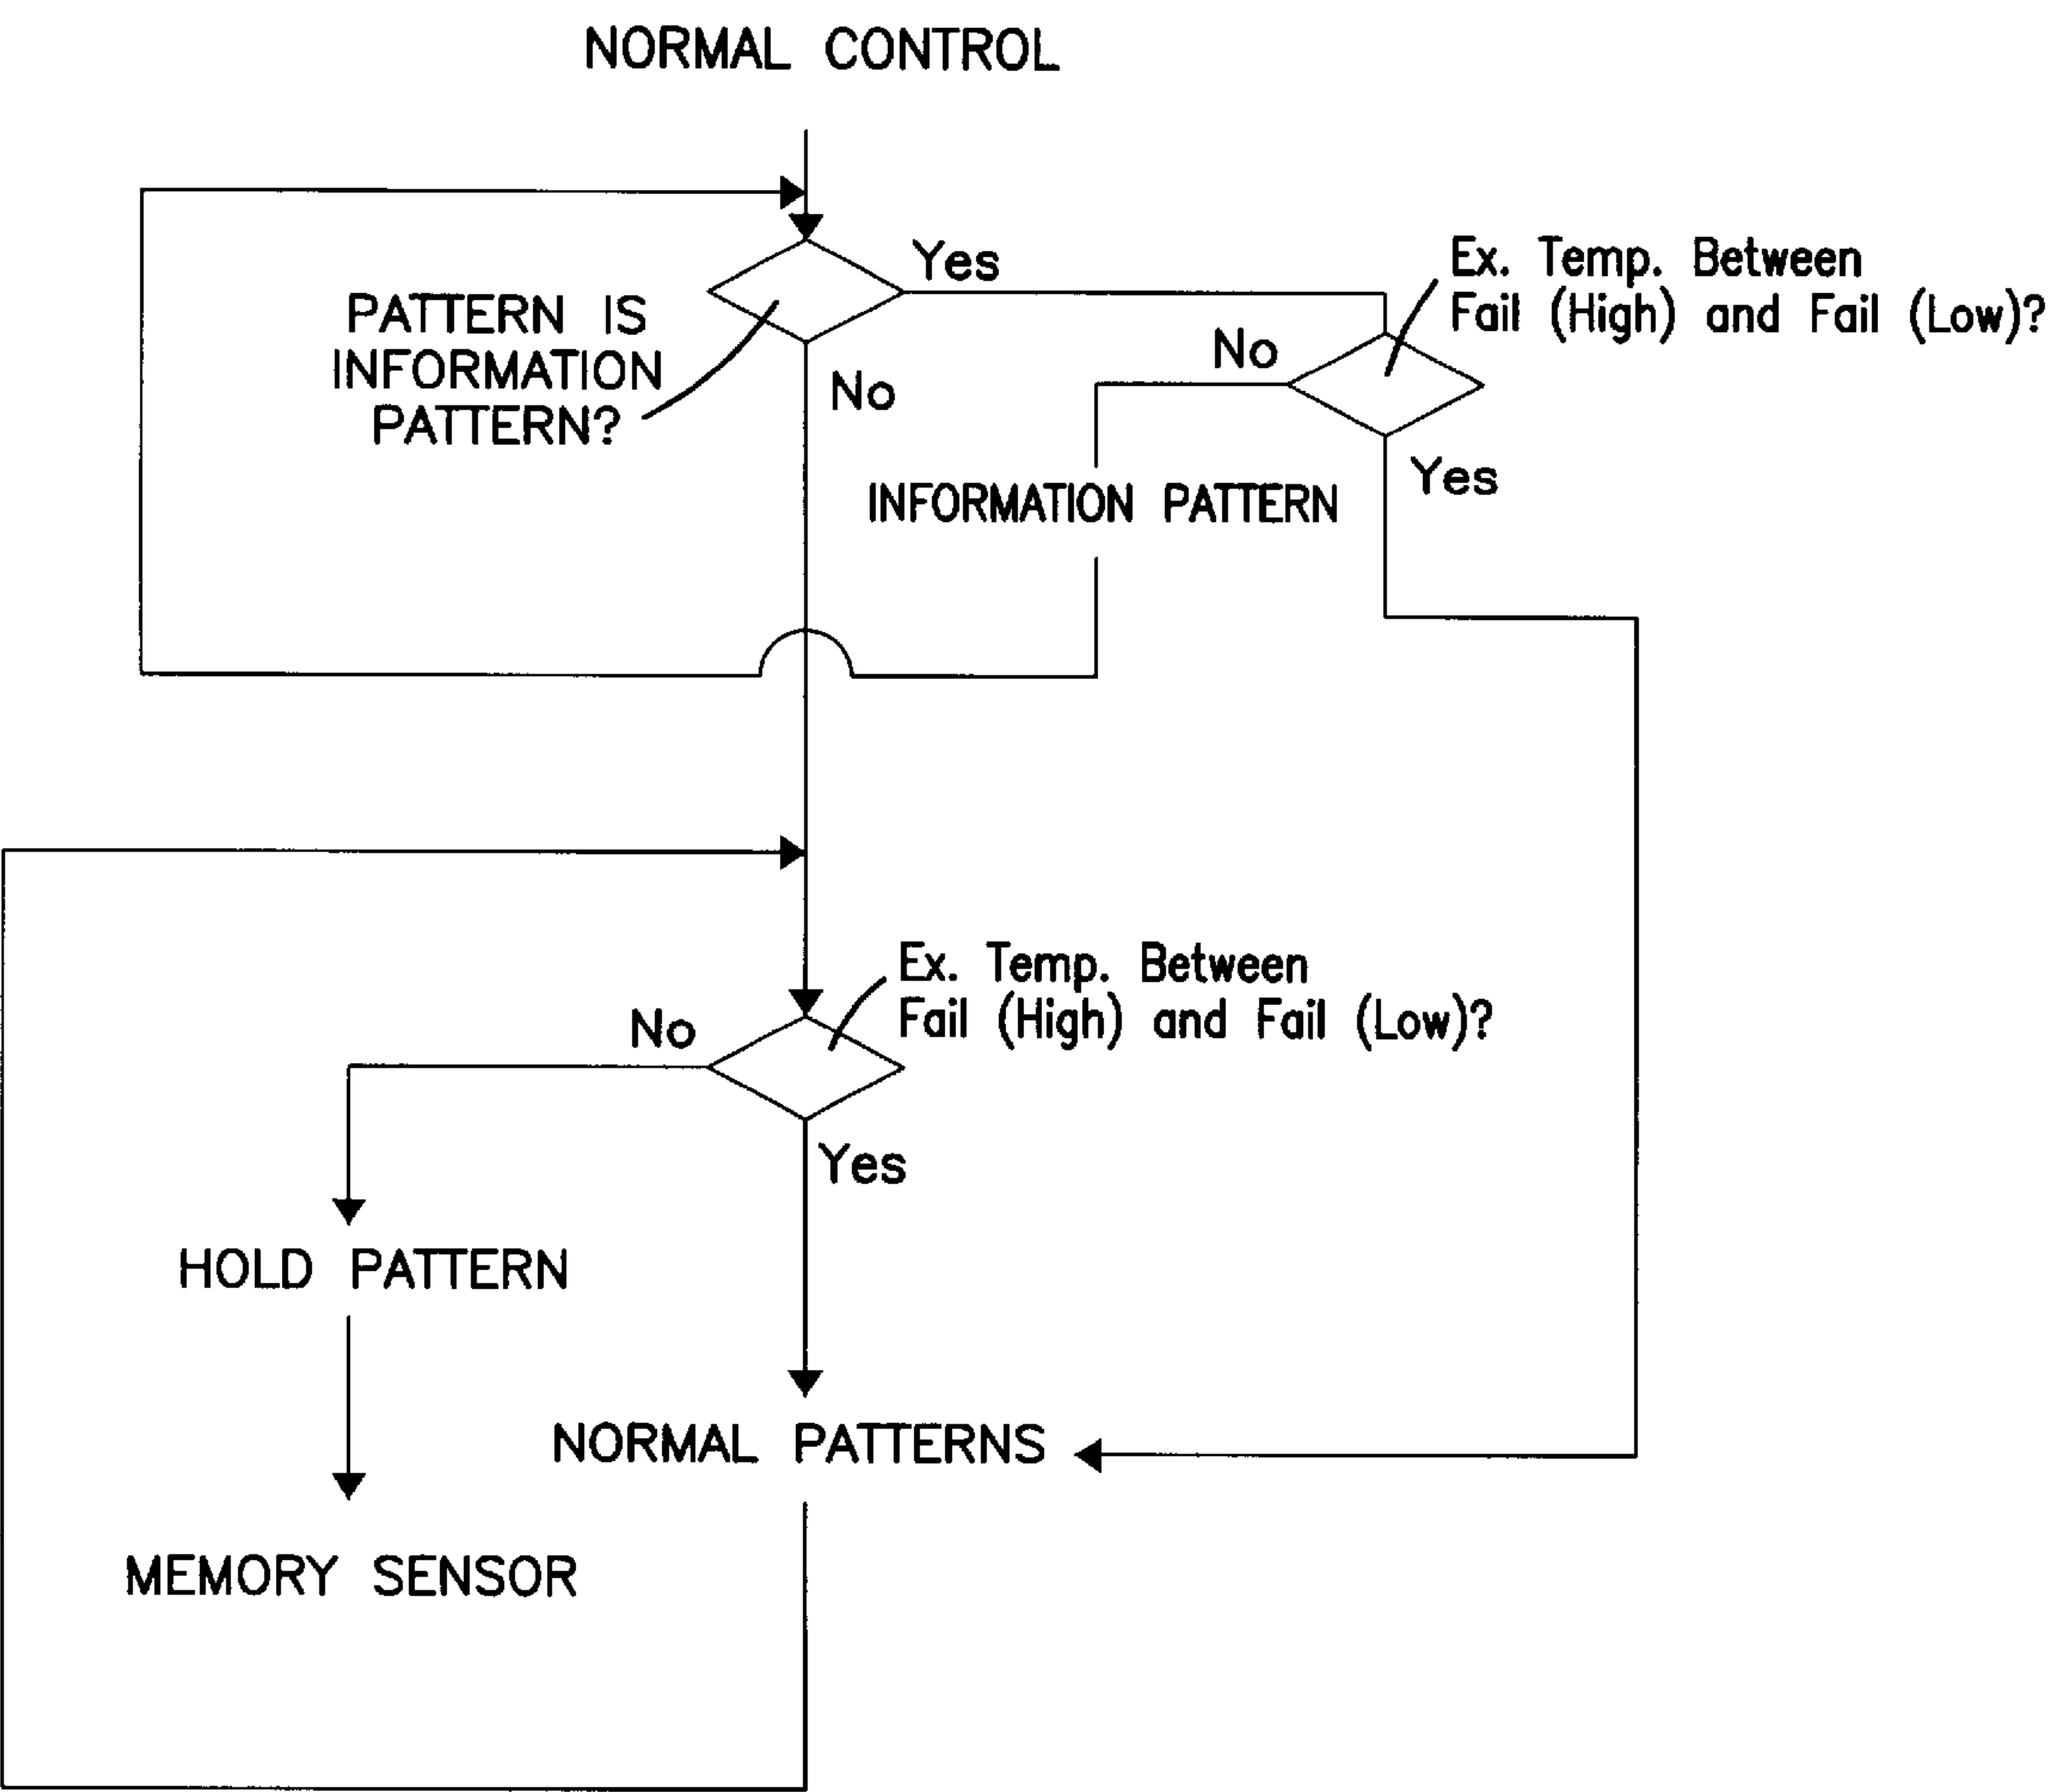 NORMAL CONTROL
Yes
Ex. Temp. Between
Fail (High) and Fail (Low)?
PATTERN IS
INFORMATION
PATTERN?
No
No
Yes
INFORMATION PATTERN
Ex. Temp. Between
Fail (High) and Fail (Low)?
No
Yes
HOLD PATTERN
NORMAL PATTERNS
MEMORY SENSOR